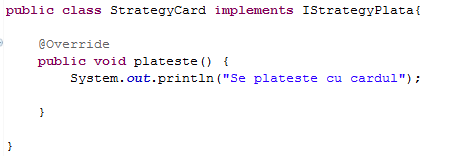 public class StrategyCard implements IStrategyPlata{
@Override
public void plateste() {
System.out.println("Se plateste cu cardul");
}
}